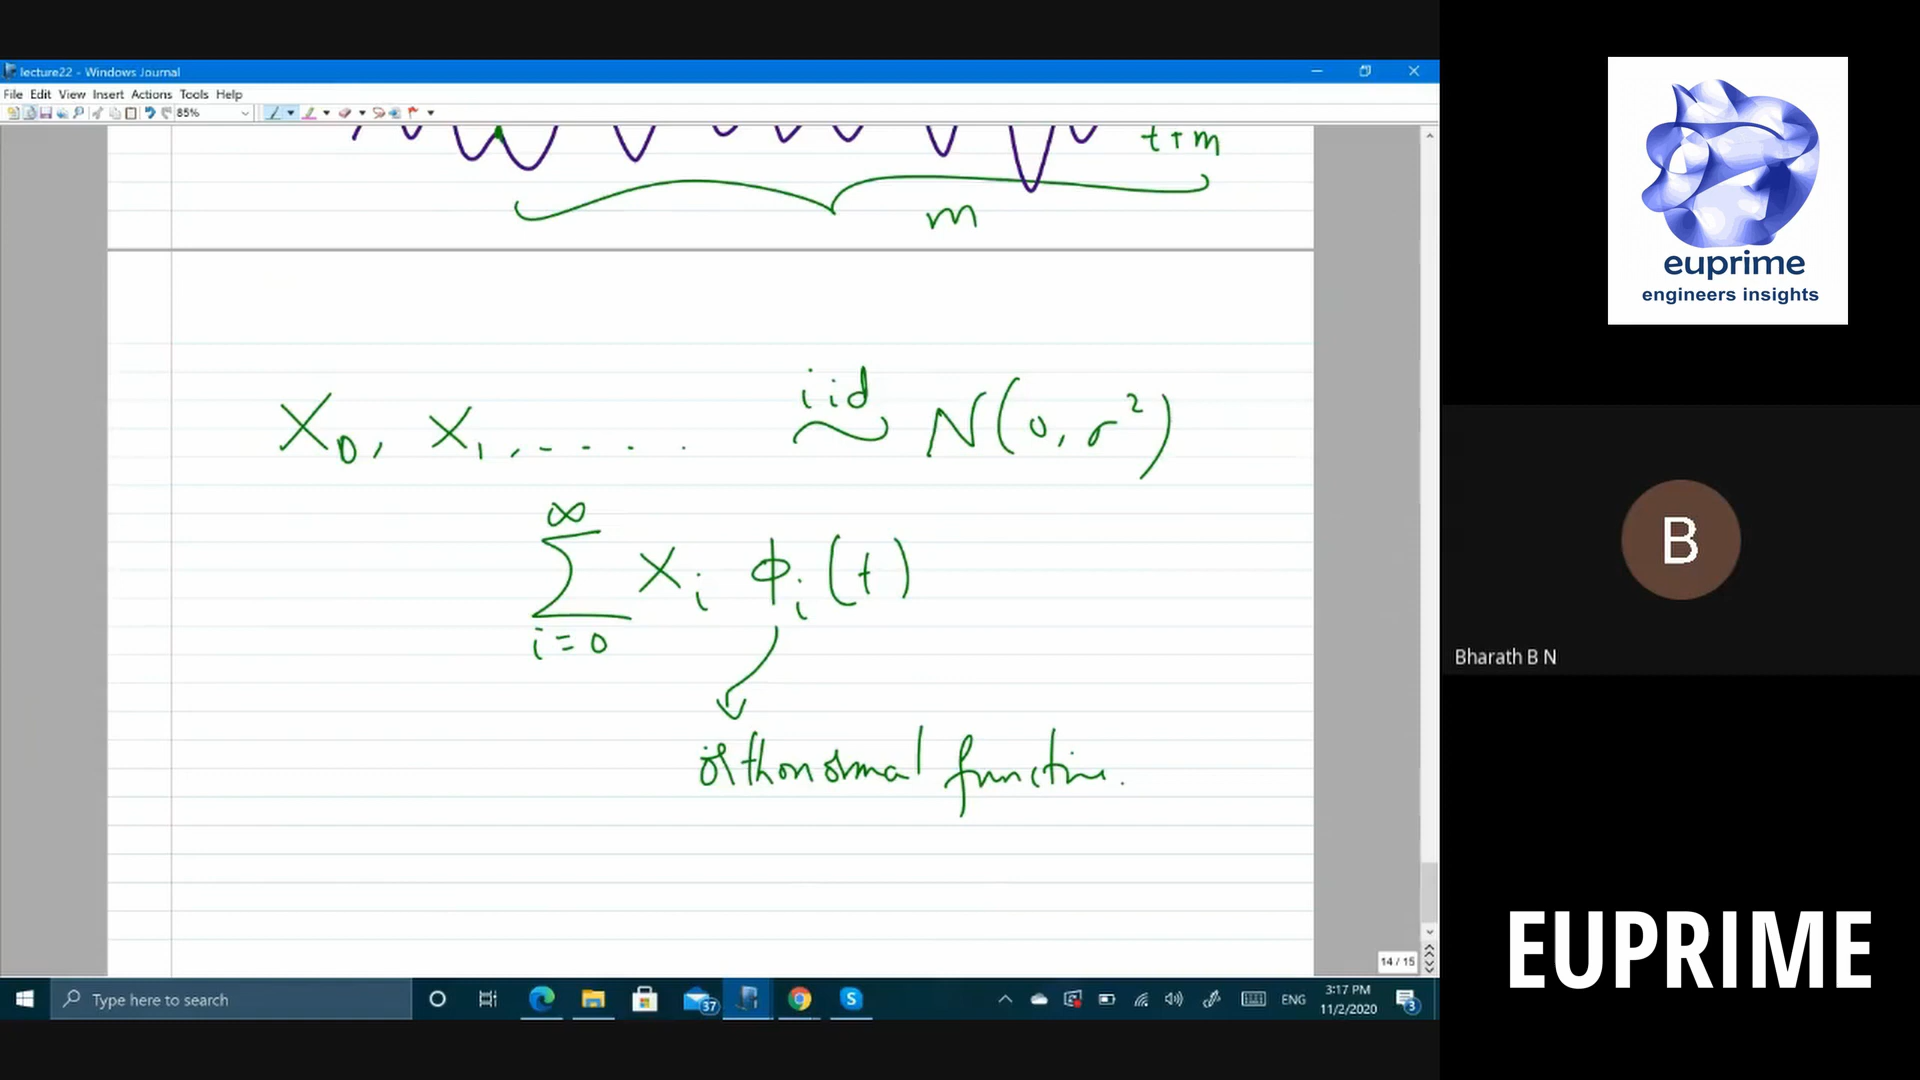 lecture22 - Windows Journal
File Edit View Insert Actions Tools Help
85%
t+m
m
X₀, X₁, ..... iid ~ N(0, σ²)
∞
∑ Xᵢ ϕᵢ(t)
i=0
orthonormal function.
14 / 15
Type here to search
37
ENG
3:17 PM
11/2/2020
3
euprime
engineers insights
B
Bharath B N
EUPRIME